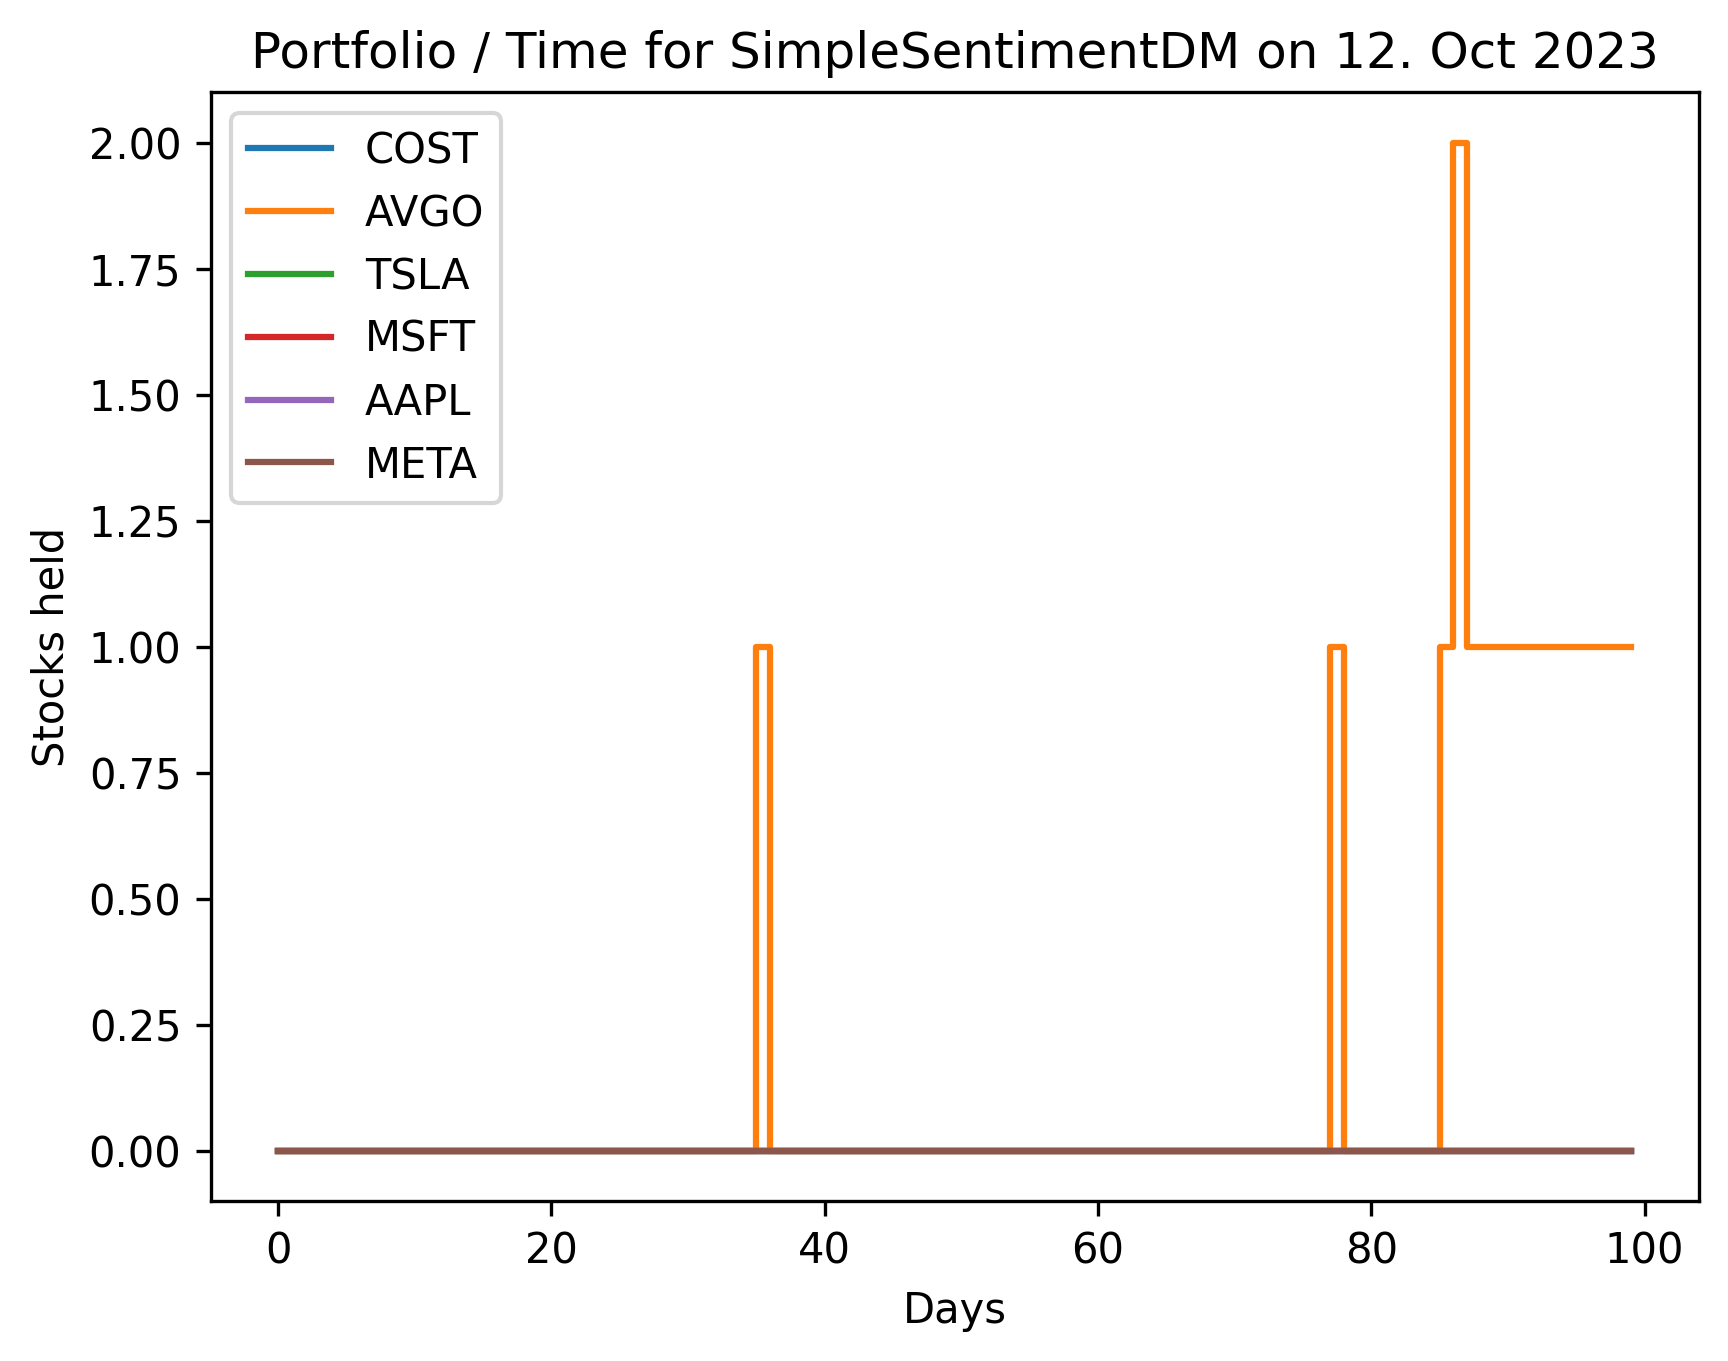 Portfolio / Time for SimpleSentimentDM on 12. Oct 2023
COST
AVGO
TSLA
MSFT
AAPL
META
2.00
1.75
1.50
1.25
1.00
0.75
0.50
0.25
0.00
Stocks held
0 20 40 60 80 100
Days